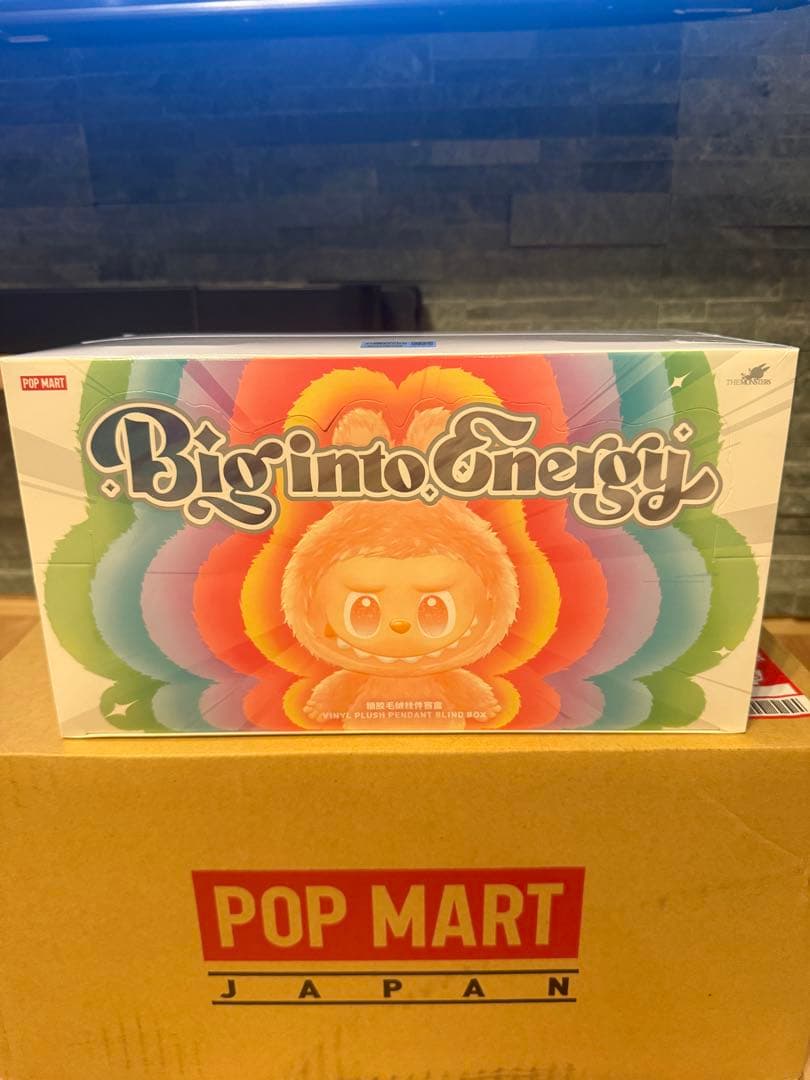 POP MART
THE MONSTERS
Big into Energy
搪胶毛绒挂件盲盒
VINYL PLUSH PENDANT BLIND BOX
POP MART
JAPAN